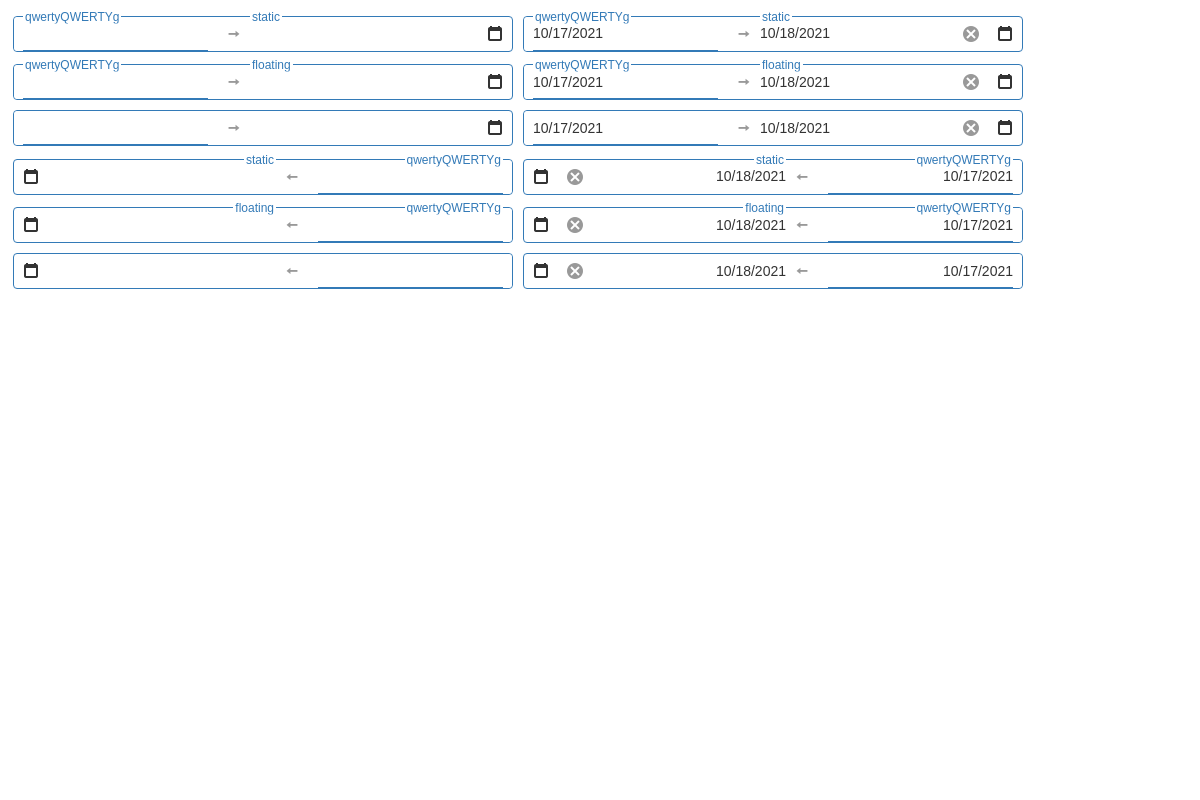 qwertyQWERTYg static qwertyQWERTYg static
10/17/2021 10/18/2021
qwertyQWERTYg floating qwertyQWERTYg floating
10/17/2021 10/18/2021
10/17/2021 10/18/2021
static qwertyQWERTYg static qwertyQWERTYg
10/18/2021 10/17/2021
floating qwertyQWERTYg floating qwertyQWERTYg
10/18/2021 10/17/2021
10/18/2021 10/17/2021